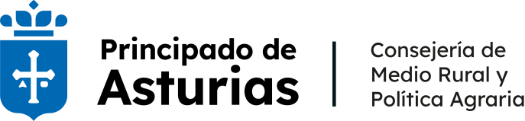 Principado de
Asturias
Consejería de
Medio Rural y
Política Agraria